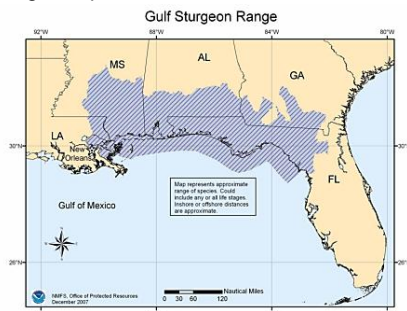 Gulf Sturgeon Range
92°W
88°W
84°W
80°W
MS
AL
GA
LA
New
Orleans
30°N
30°N
FL
Map represents approximate
range of species. Could
include any or all life stages.
Inshore or offshore distances
are approximate.
Gulf of Mexico
26°N
26°N
Nautical Miles
0 30 60 120
NMFS, Office of Protected Resources
December 2007